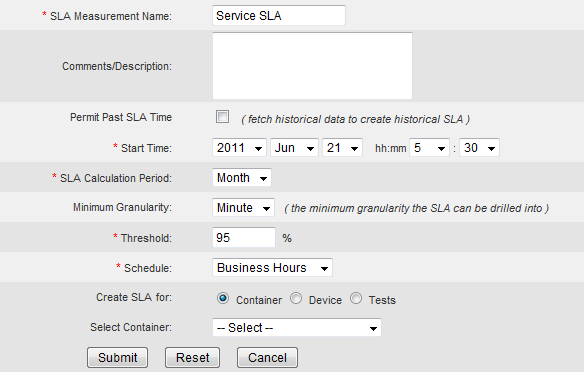 * SLA Measurement Name: Service SLA
Comments/Description:
Permit Past SLA Time ( fetch historical data to create historical SLA )
* Start Time: 2011 Jun 21 hh:mm 5 : 30
* SLA Calculation Period: Month
Minimum Granularity: Minute ( the minimum granularity the SLA can be drilled into )
* Threshold: 95 %
* Schedule: Business Hours
Create SLA for: Container Device Tests
Select Container: -- Select --
Submit Reset Cancel